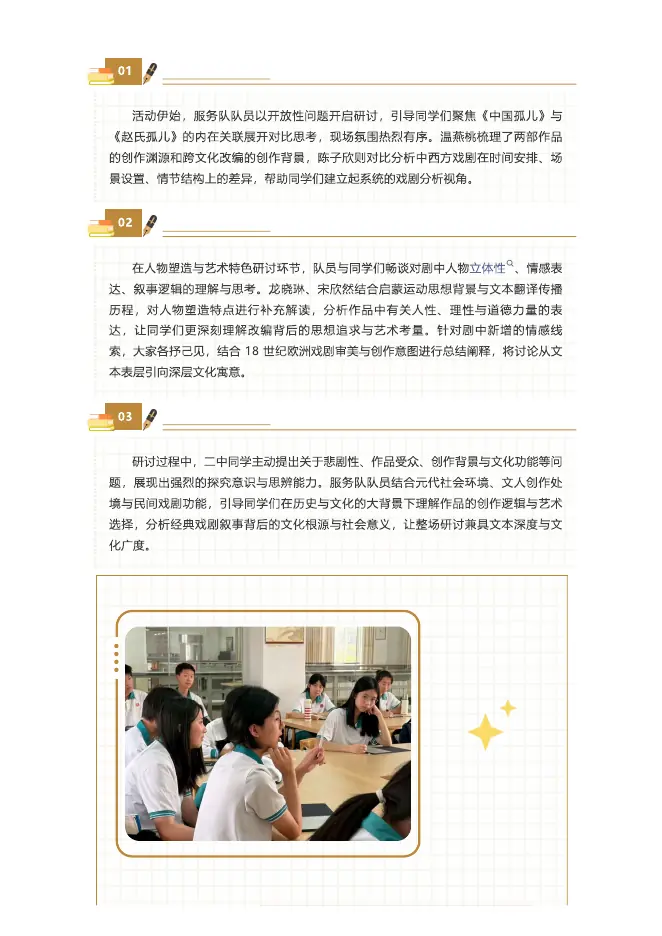 01
活动伊始，服务队队员以开放性问题开启研讨，引导同学们聚焦《中国孤儿》与
《赵氏孤儿》的内在关联展开对比思考，现场氛围热烈有序。温燕桃梳理了两部作品
的创作渊源和跨文化改编的创作背景，陈子欣则对比分析中西方戏剧在时间安排、场
景设置、情节结构上的差异，帮助同学们建立起系统的戏剧分析视角。
02
在人物塑造与艺术特色研讨环节，队员与同学们畅谈对剧中人物立体性、情感表
达、叙事逻辑的理解与思考。龙晓琳、宋欣然结合启蒙运动思想背景与文本翻译传播
历程，对人物塑造特点进行补充解读，分析作品中有关人性、理性与道德力量的表
达，让同学们更深刻理解改编背后的思想追求与艺术考量。针对剧中新增的情感线
索，大家各抒己见，结合 18 世纪欧洲戏剧审美与创作意图进行总结阐释，将讨论从文
本表层引向深层文化寓意。
03
研讨过程中，二中同学主动提出关于悲剧性、作品受众、创作背景与文化功能等问
题，展现出强烈的探究意识与思辨能力。服务队队员结合元代社会环境、文人创作处
境与民间戏剧功能，引导同学们在历史与文化的大背景下理解作品的创作逻辑与艺术
选择，分析经典戏剧叙事背后的文化根源与社会意义，让整场研讨兼具文本深度与文
化广度。